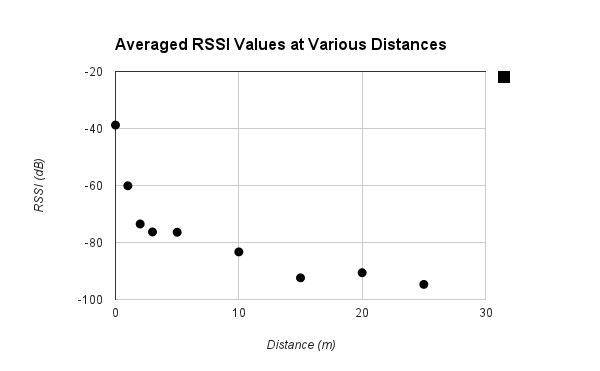 Averaged RSSI Values at Various Distances
-20
-40
-60
-80
-100
RSSI (dB)
0 10 20 30
Distance (m)